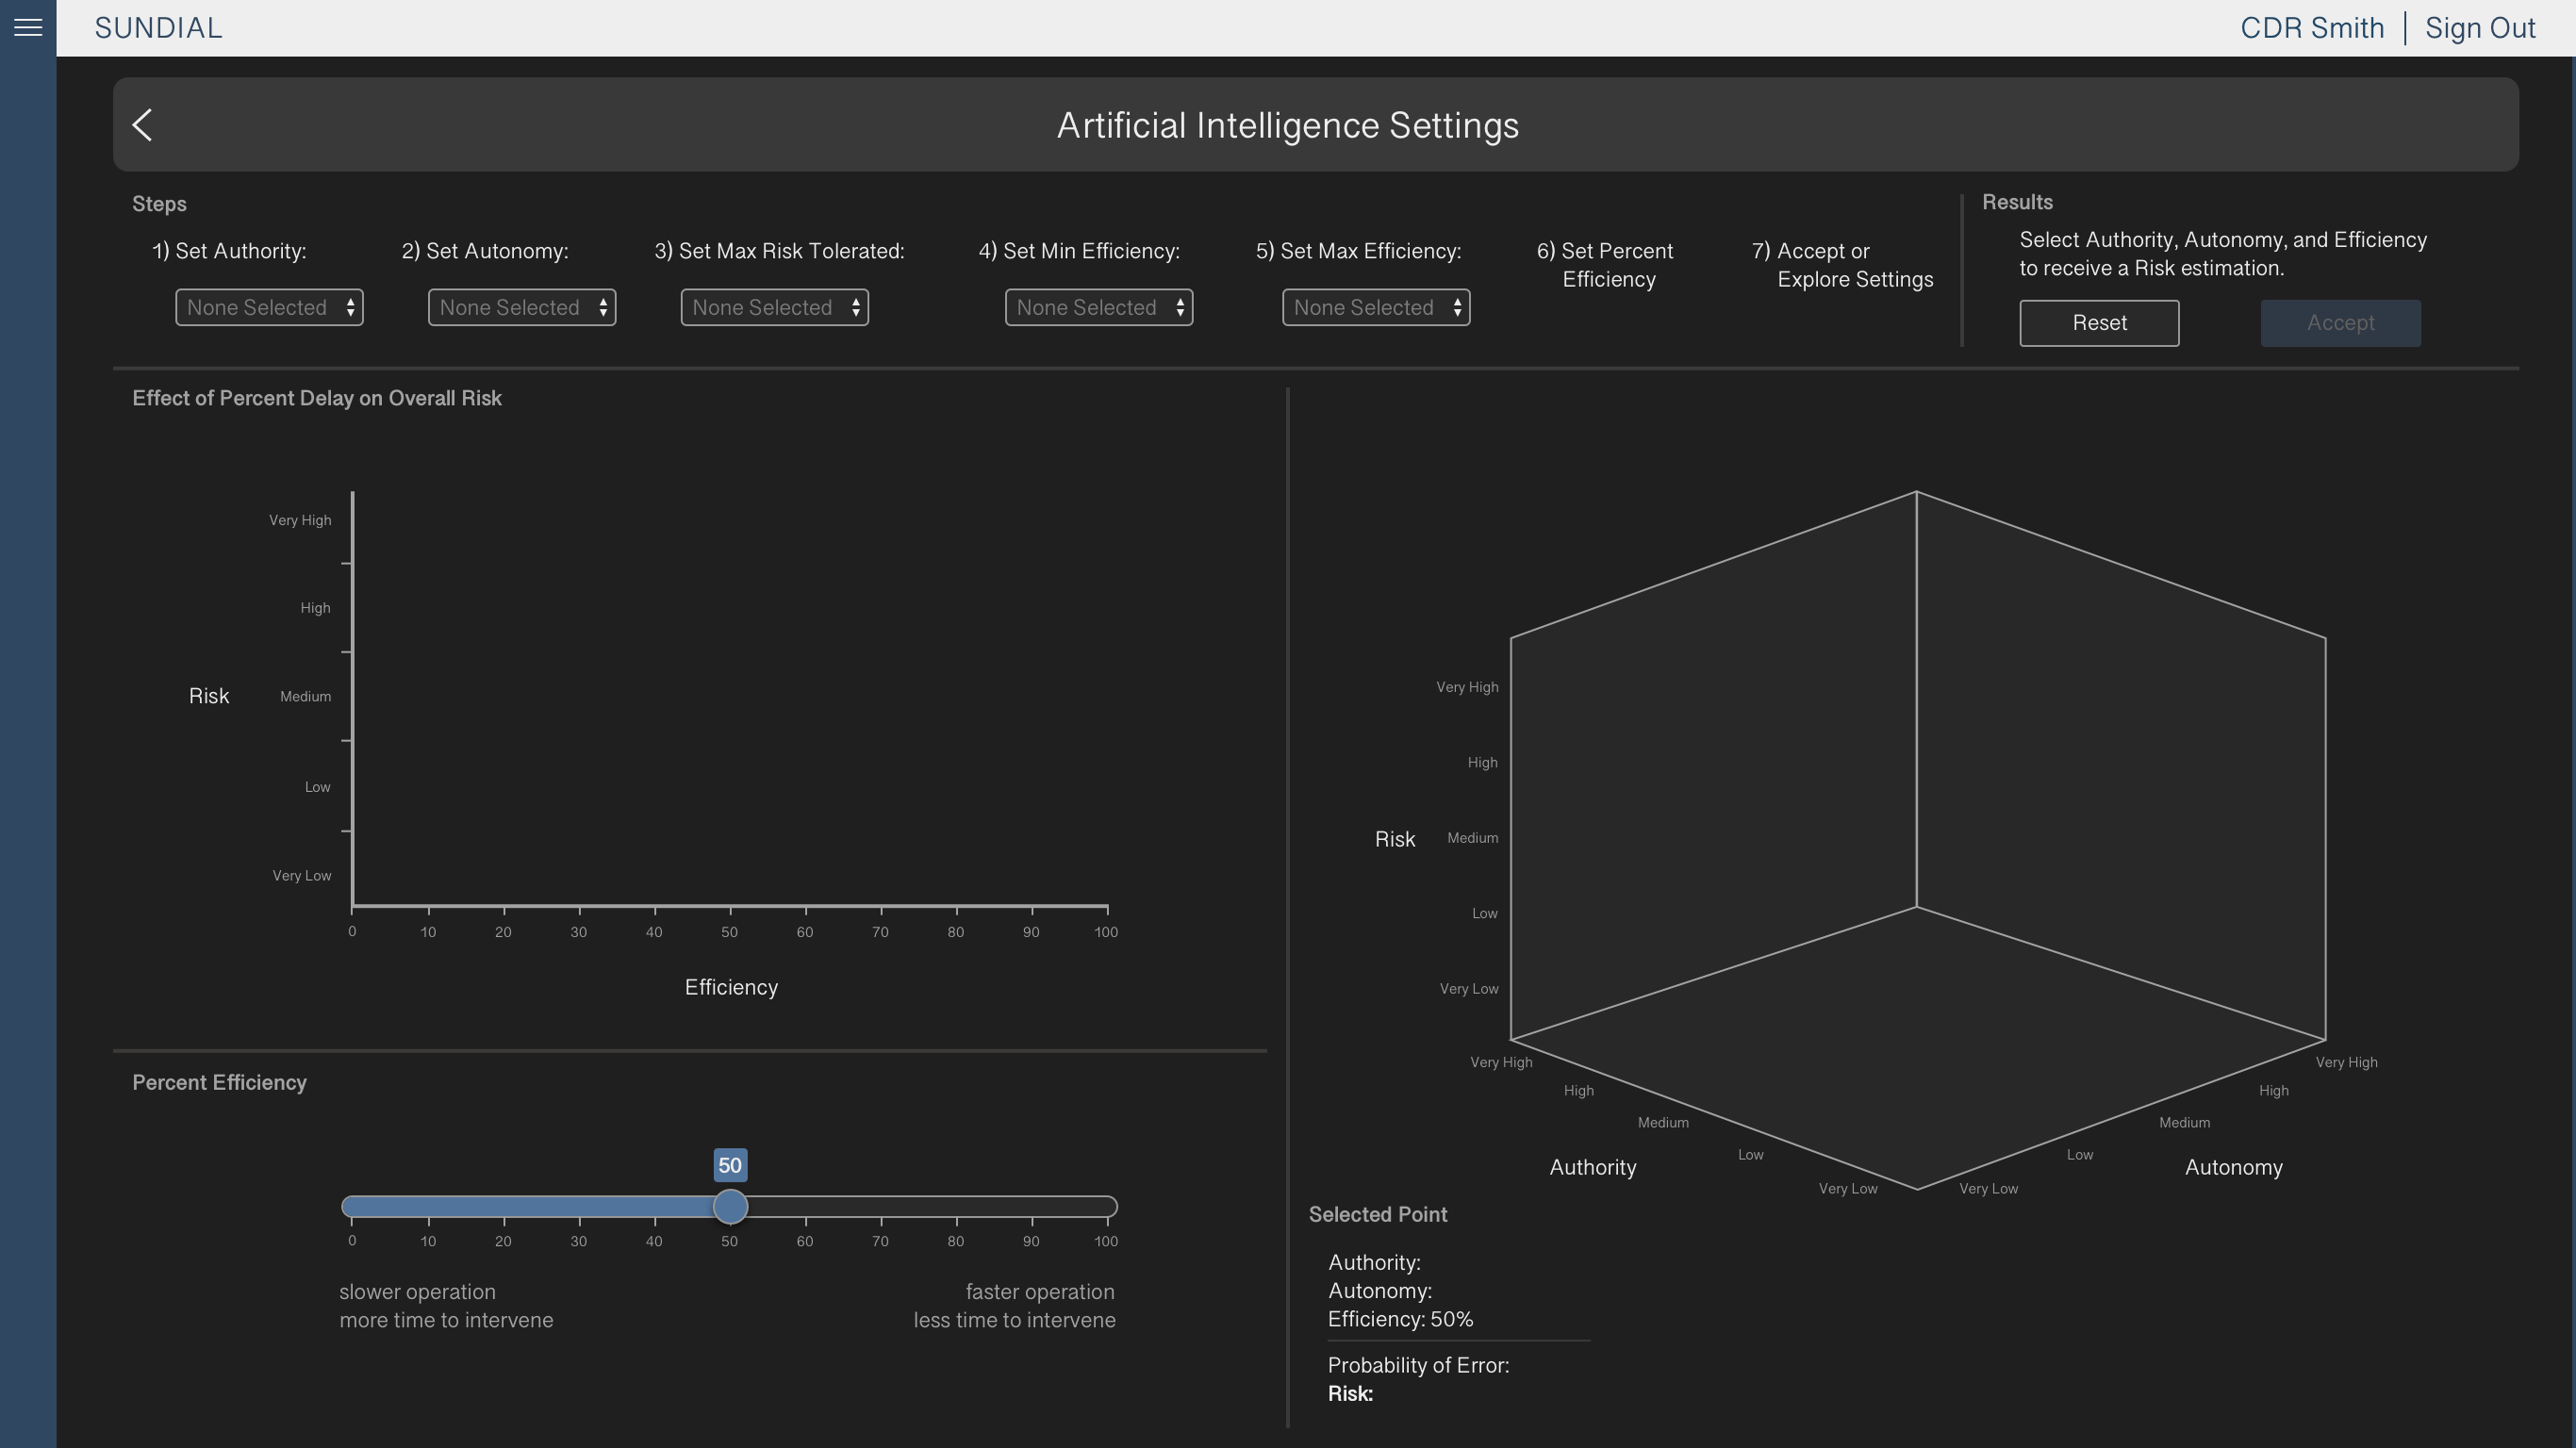 SUNDIAL
CDR Smith
Sign Out
Artificial Intelligence Settings
Steps
1) Set Authority:
None Selected
2) Set Autonomy:
None Selected
3) Set Max Risk Tolerated:
None Selected
4) Set Min Efficiency:
None Selected
5) Set Max Efficiency:
None Selected
6) Set Percent
Efficiency
7) Accept or
Explore Settings
Results
Select Authority, Autonomy, and Efficiency
to receive a Risk estimation.
Reset
Accept
Effect of Percent Delay on Overall Risk
Very High
High
Risk
Medium
Low
Very Low
0 10 20 30 40 50 60 70 80 90 100
Efficiency
Percent Efficiency
50
0 10 20 30 40 50 60 70 80 90 100
slower operation
more time to intervene
faster operation
less time to intervene
Very High
High
Risk
Medium
Low
Very Low
Very High
High
Medium
Low
Very Low
Authority
Very High
High
Medium
Low
Very Low
Autonomy
Selected Point
Authority:
Autonomy:
Efficiency: 50%
Probability of Error:
Risk: